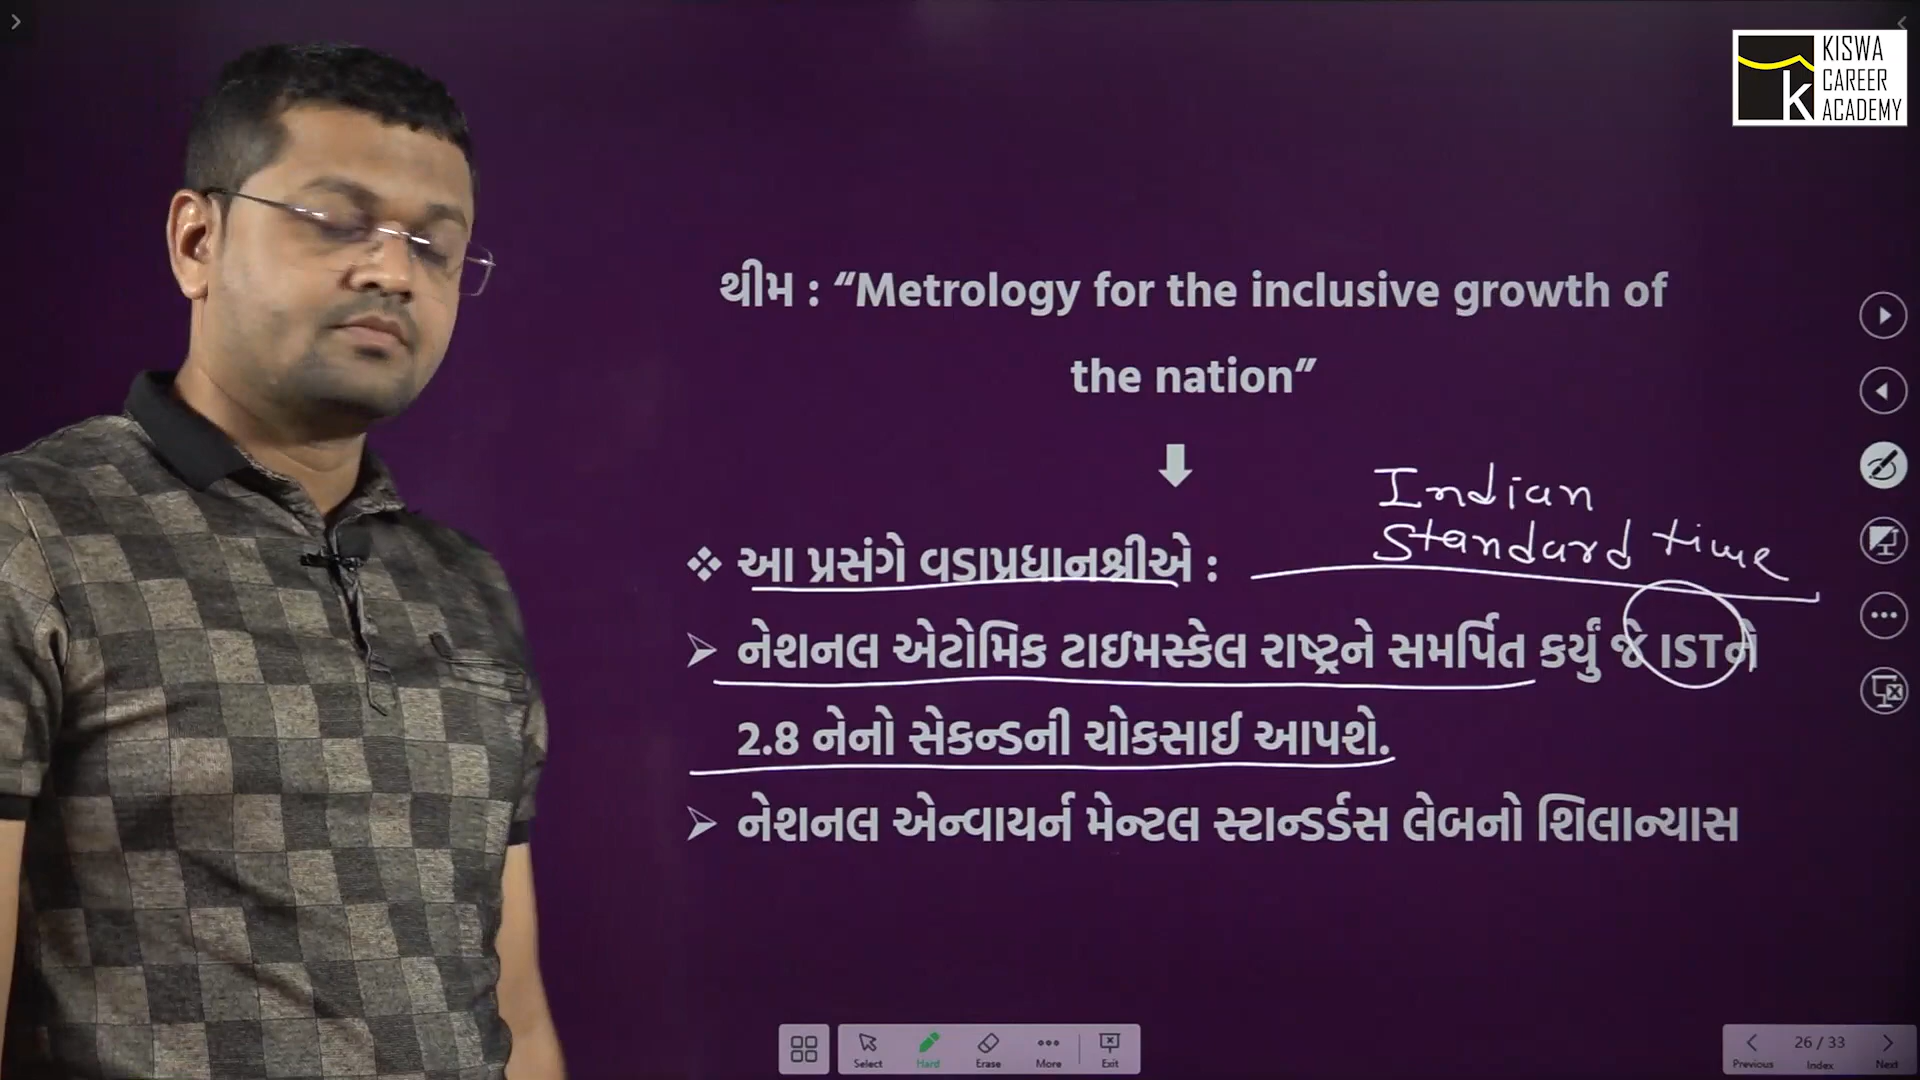 KISWA
CAREER
ACADEMY
k
થીમ : “Metrology for the inclusive growth of
the nation”
Indian
Standard time
❖ આ પ્રસંગે વડાપ્રધાનશ્રીએ :
➢ નેશનલ એટોમિક ટાઇમસ્કેલ રાષ્ટ્રને સમર્પિત કર્યું જે ISTને
2.8 નેનો સેકન્ડની ચોકસાઈ આપશે.
➢ નેશનલ એન્વાયર્ન મેન્ટલ સ્ટાન્ડર્ડસ લેબનો શિલાન્યાસ
Select Hard Erase More Exit
26 / 33
Previous Index Next